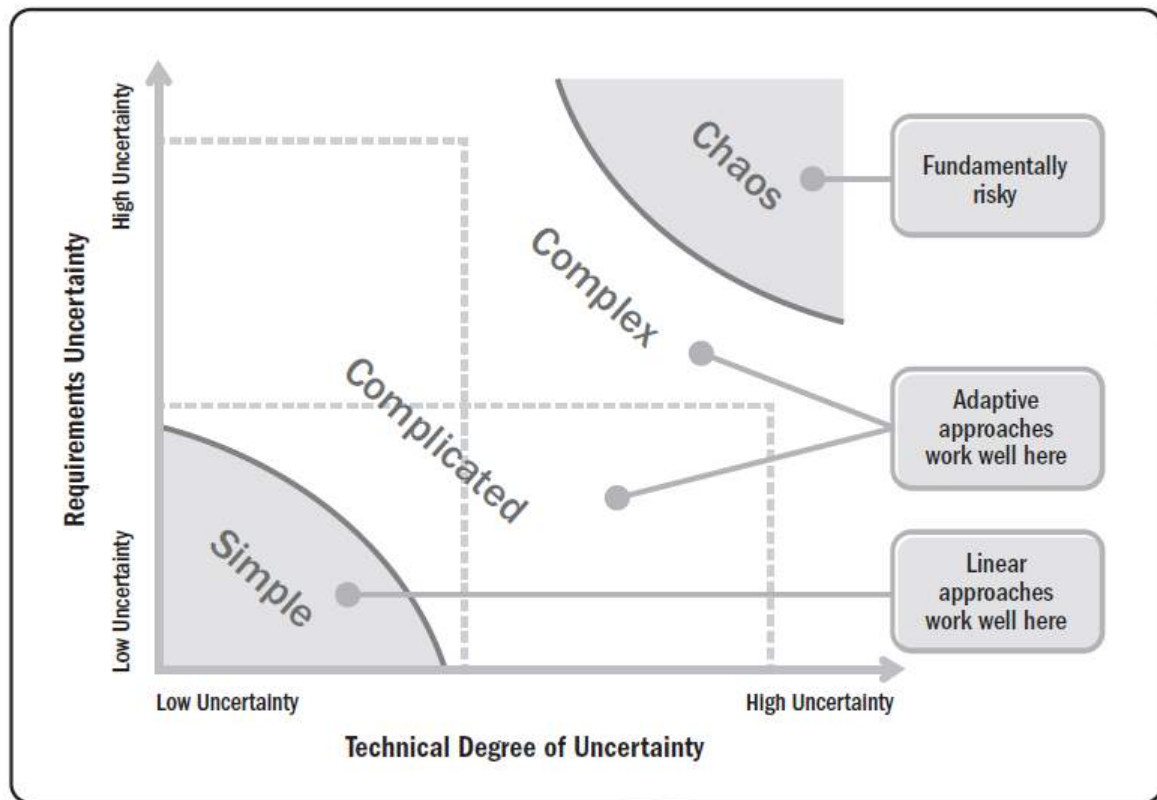 High Uncertainty
Requirements Uncertainty
Low Uncertainty
Chaos
Complex
Complicated
Simple
Fundamentally
risky
Adaptive
approaches
work well here
Linear
approaches
work well here
Low Uncertainty
High Uncertainty
Technical Degree of Uncertainty